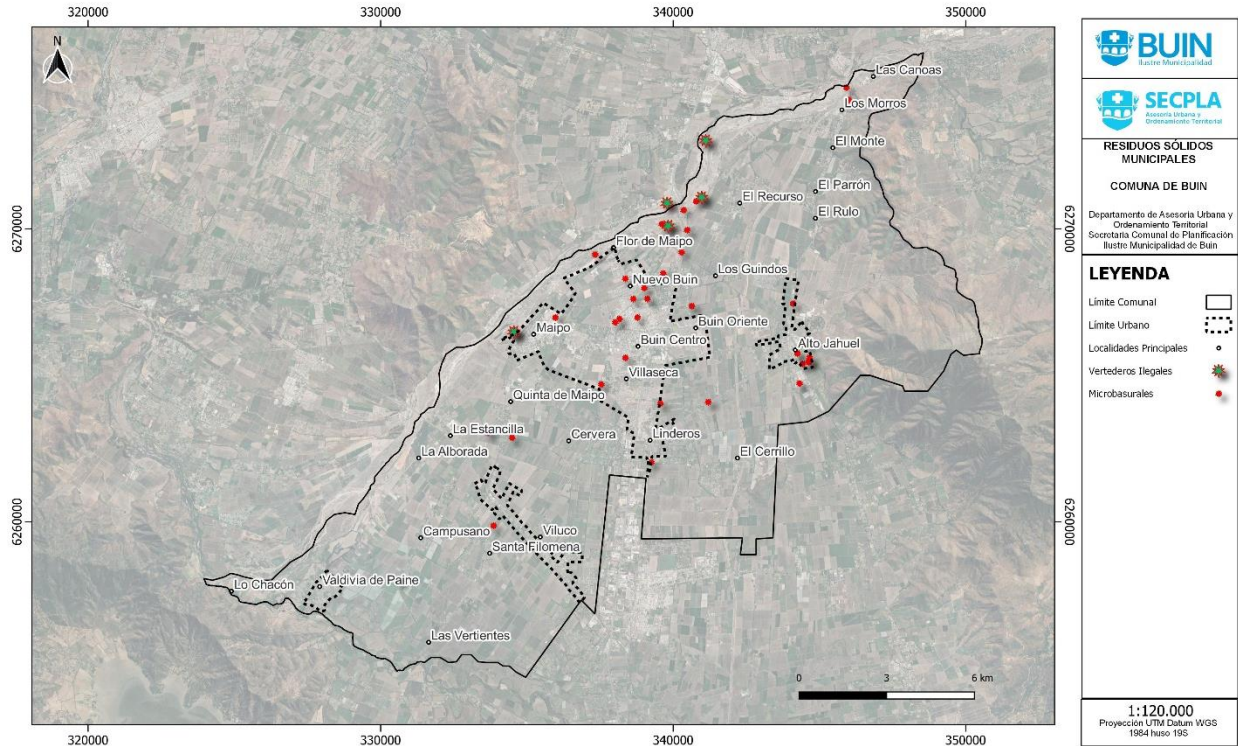 320000
330000
340000
350000
N
Las Canoas
Los Morros
El Monte
El Parrón
El Recurso
El Rulo
6270000
6270000
Flor de Maipo
Los Guindos
Nuevo Buin
Buin Oriente
Maipo
Buin Centro
Alto Jahuel
Villaseca
Quinta de Maipo
La Estancilla
Cervera
Linderos
La Alborada
El Cerrillo
6260000
6260000
Campusano
Viluco
Santa Filomena
Lo Chacón
Valdivia de Paine
Las Vertientes
0
3
6 km
320000
330000
340000
350000
BUIN
Ilustre Municipalidad
SECPLA
Asesoría Urbana y
Ordenamiento Territorial
RESIDUOS SÓLIDOS
MUNICIPALES
COMUNA DE BUIN
Departamento de Asesoría Urbana y
Ordenamiento Territorial
Secretaría Comunal de Planificación
Ilustre Municipalidad de Buin
LEYENDA
Límite Comunal
Límite Urbano
Localidades Principales
Vertederos Ilegales
Microbasurales
1:120.000
Proyección UTM Datum WGS
1984 huso 19S